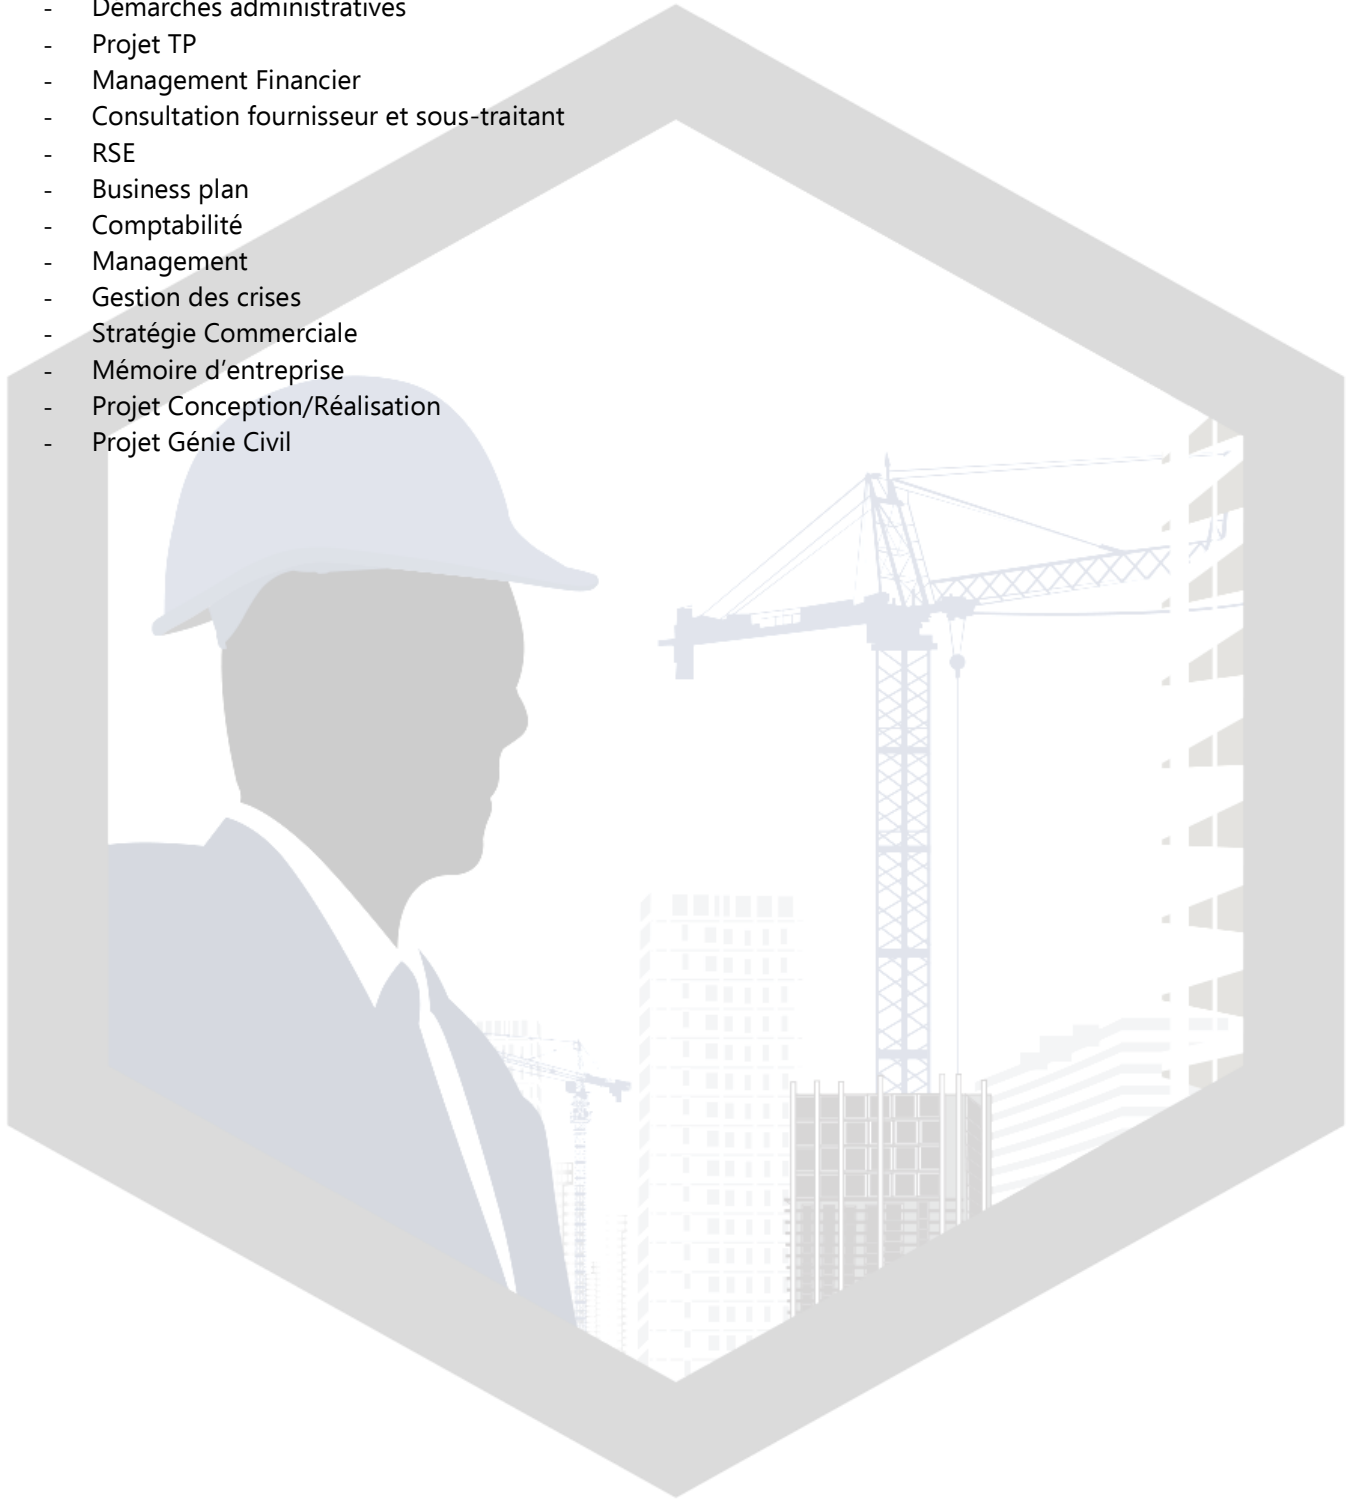 - Démarches administratives
- Projet TP
- Management Financier
- Consultation fournisseur et sous-traitant
- RSE
- Business plan
- Comptabilité
- Management
- Gestion des crises
- Stratégie Commerciale
- Mémoire d’entreprise
- Projet Conception/Réalisation
- Projet Génie Civil